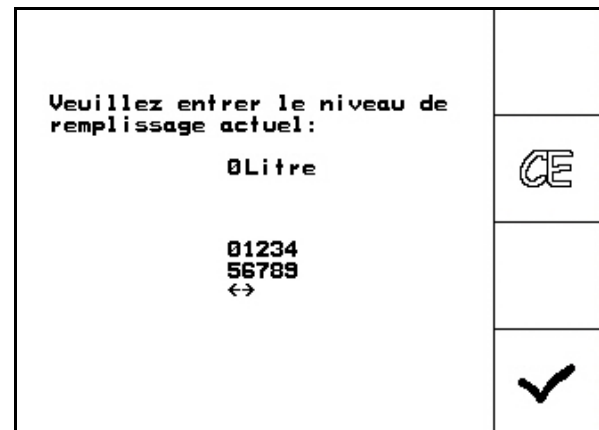 Veuillez entrer le niveau de
remplissage actuel:
0Litre
CE
01234
56789
<->